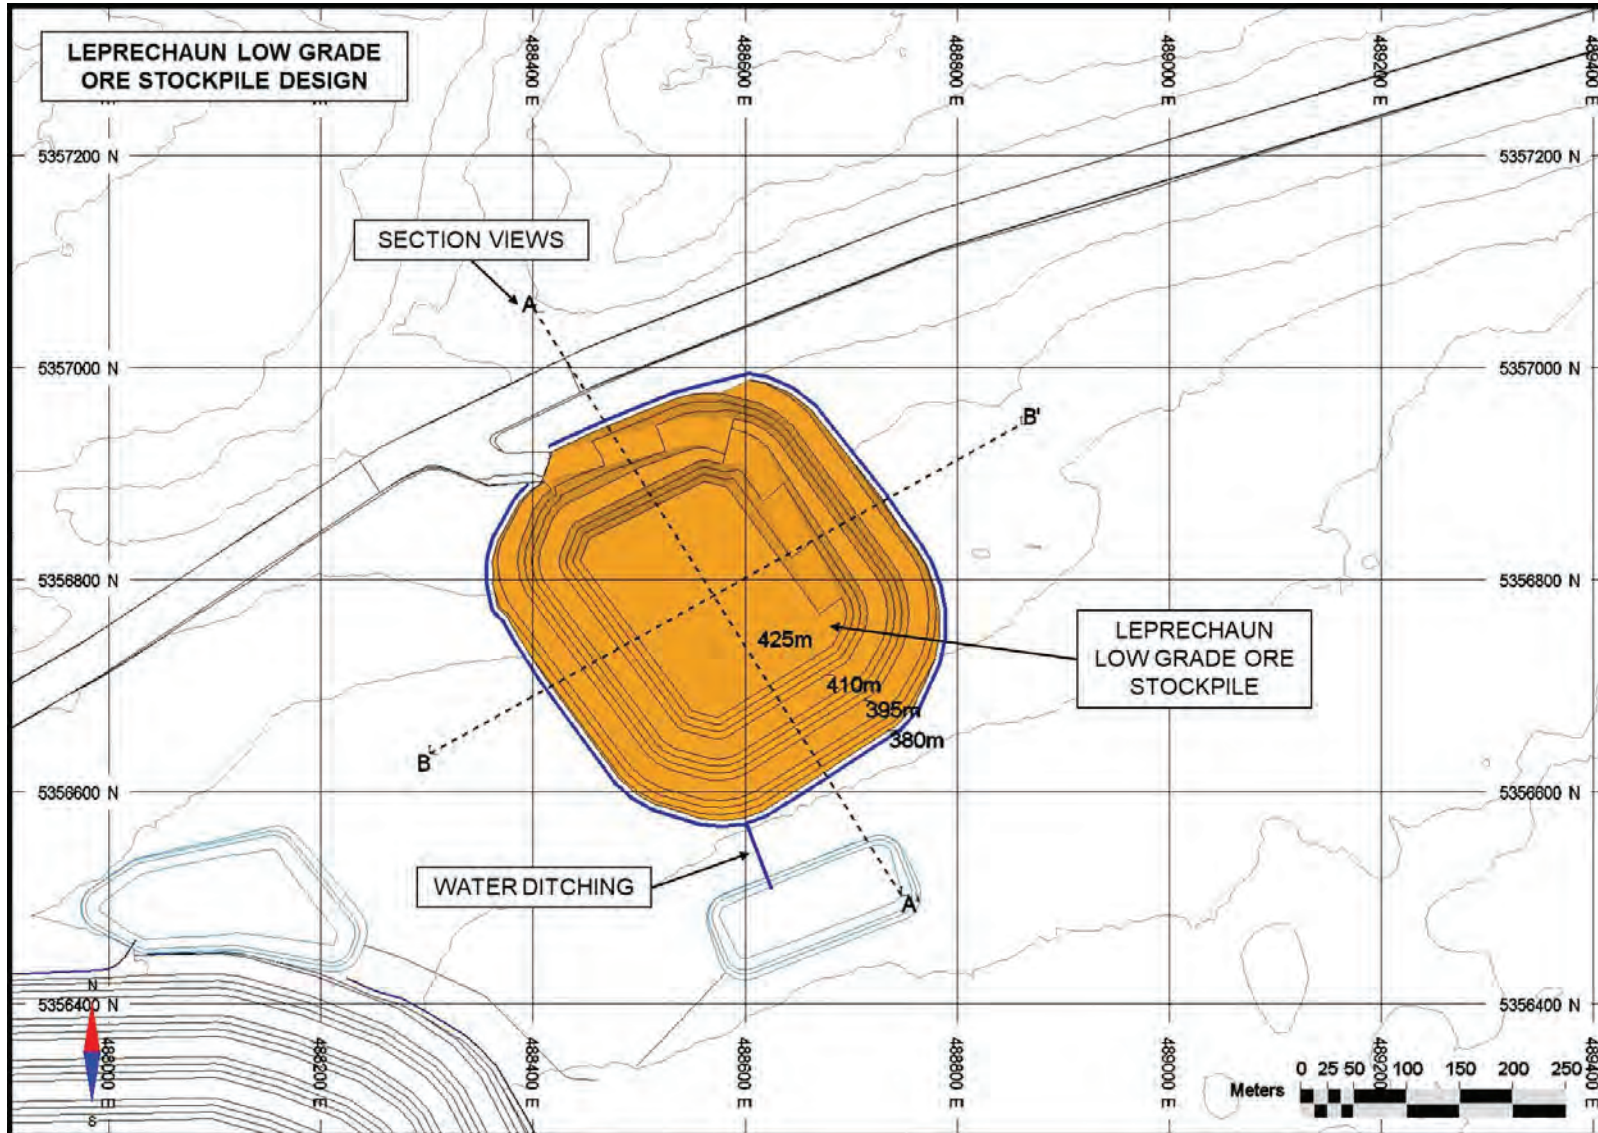 LEPRECHAUN LOW GRADE
ORE STOCKPILE DESIGN
488400 E
488600 E
488800 E
489000 E
489200 E
489400 E
5357200 N
5357200 N
SECTION VIEWS
A
5357000 N
5357000 N
B'
5356800 N
5356800 N
425m
LEPRECHAUN
LOW GRADE ORE
STOCKPILE
410m
395m
380m
B
5356600 N
5356600 N
WATER DITCHING
A'
N
5356400 N
5356400 N
S
488000 E
488200 E
488400 E
488600 E
488800 E
489000 E
489200 E
489400 E
0 25 50 100 150 200 250
Meters